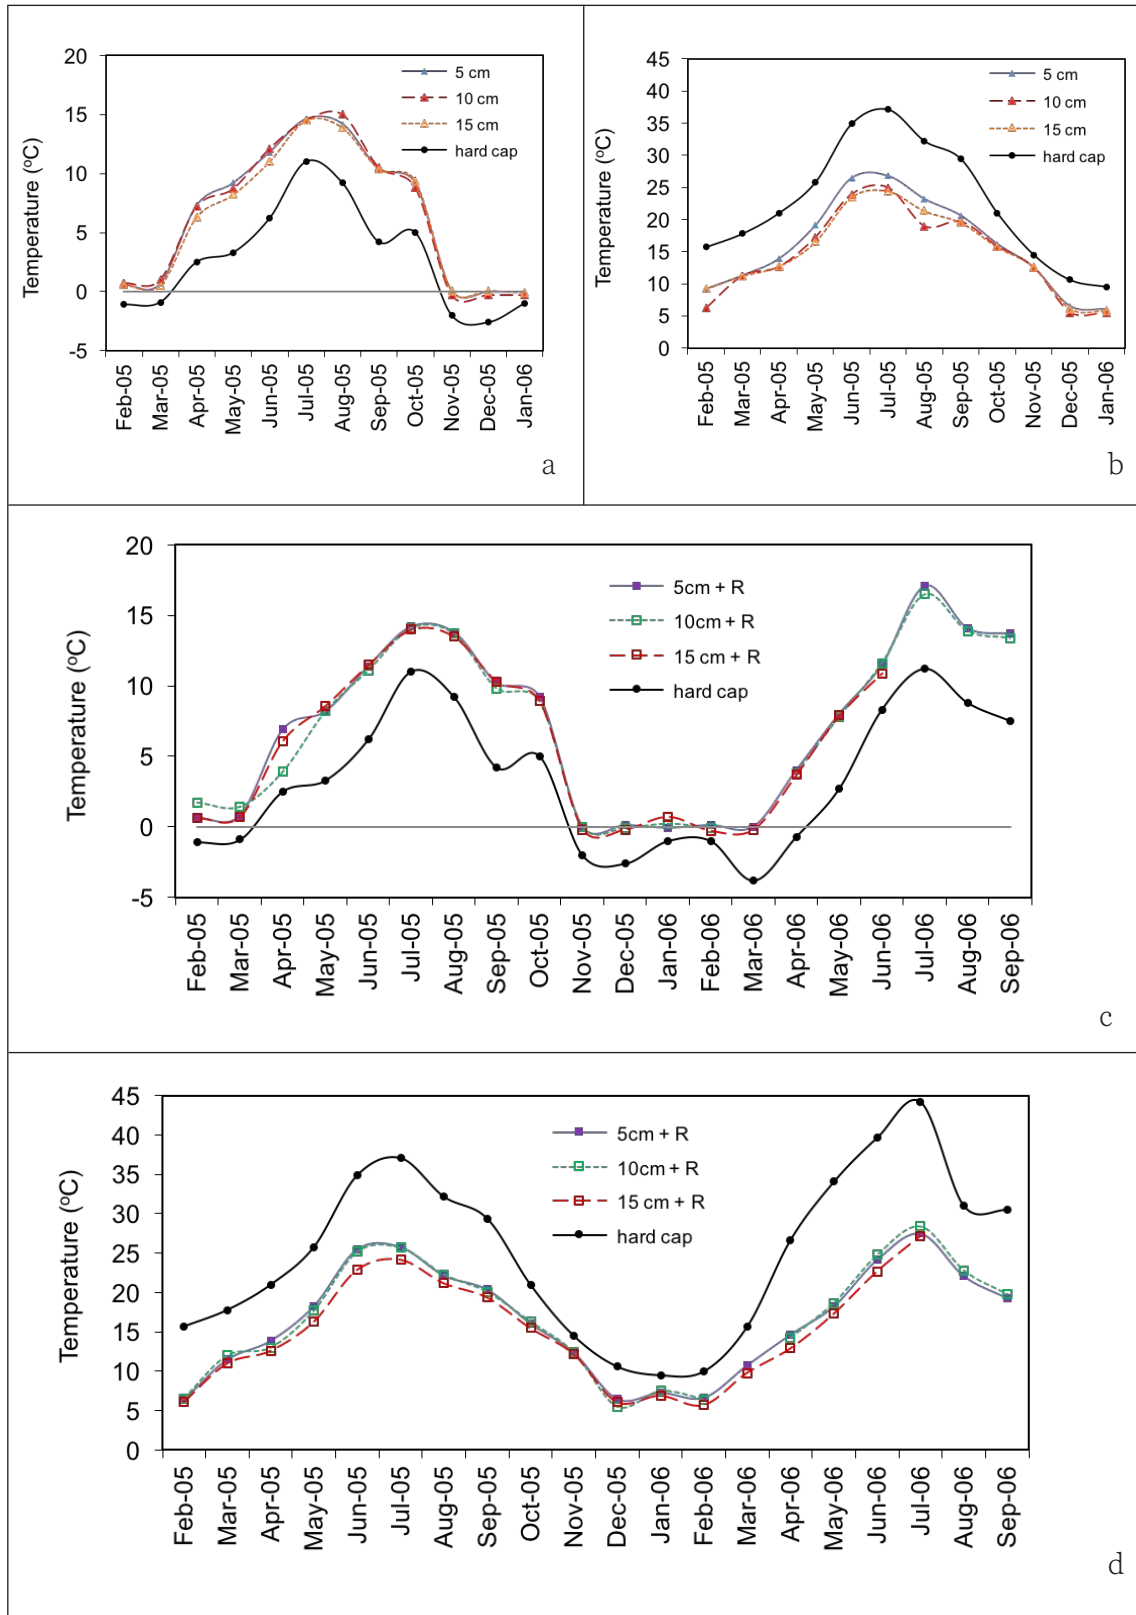 20
15
10
5
0
-5
Temperature (°C)
5 cm
10 cm
15 cm
hard cap
Feb-05
Mar-05
Apr-05
May-05
Jun-05
Jul-05
Aug-05
Sep-05
Oct-05
Nov-05
Dec-05
Jan-06
a
45
40
35
30
25
20
15
10
5
0
Temperature (°C)
5 cm
10 cm
15 cm
hard cap
Feb-05
Mar-05
Apr-05
May-05
Jun-05
Jul-05
Aug-05
Sep-05
Oct-05
Nov-05
Dec-05
Jan-06
b
20
15
10
5
0
-5
Temperature (°C)
5cm + R
10cm + R
15 cm + R
hard cap
Feb-05
Mar-05
Apr-05
May-05
Jun-05
Jul-05
Aug-05
Sep-05
Oct-05
Nov-05
Dec-05
Jan-06
Feb-06
Mar-06
Apr-06
May-06
Jun-06
Jul-06
Aug-06
Sep-06
c
45
40
35
30
25
20
15
10
5
0
Temperature (°C)
5cm + R
10cm + R
15 cm + R
hard cap
Feb-05
Mar-05
Apr-05
May-05
Jun-05
Jul-05
Aug-05
Sep-05
Oct-05
Nov-05
Dec-05
Jan-06
Feb-06
Mar-06
Apr-06
May-06
Jun-06
Jul-06
Aug-06
Sep-06
d